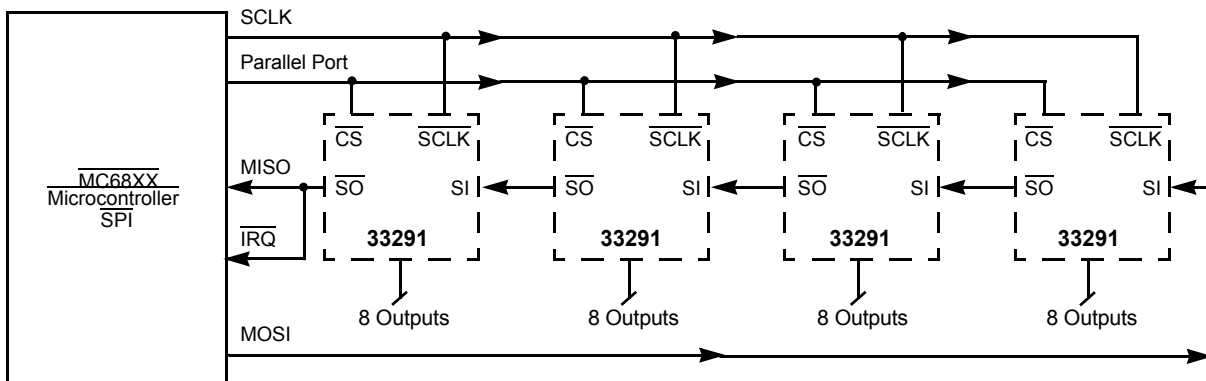 SCLK
Parallel Port
CS SCLK CS SCLK CS SCLK CS SCLK
MISO
SO SI SO SI SO SI SO SI
MC68XX
Microcontroller
SPI
IRQ
33291 33291 33291 33291
8 Outputs 8 Outputs 8 Outputs 8 Outputs
MOSI